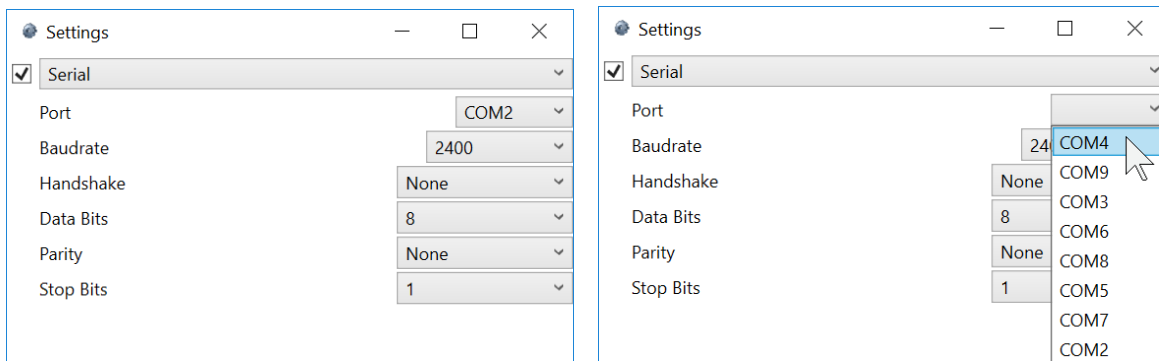 Settings
Serial
Port COM2
Baudrate 2400
Handshake None
Data Bits 8
Parity None
Stop Bits 1
Settings
Serial
Port
Baudrate 24
Handshake None
Data Bits 8
Parity None
Stop Bits 1
COM4
COM9
COM3
COM6
COM8
COM5
COM7
COM2